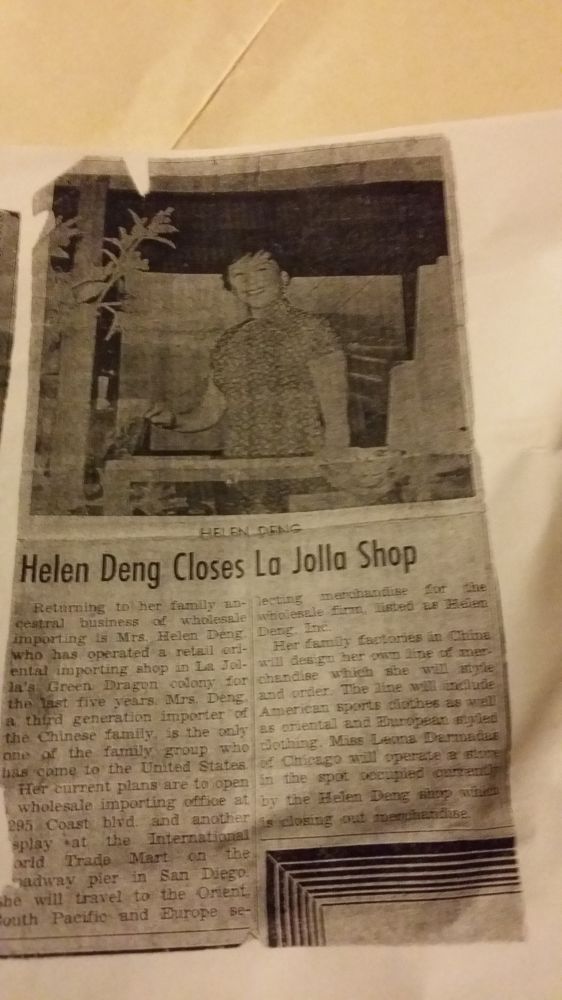 HELEN DENG
Helen Deng Closes La Jolla Shop
Returning to her family an-
cestral business of wholesale
importing is Mrs. Helen Deng,
who has operated a retail ori-
ental importing shop in La Jol-
la's Green Dragon colony for
the last five years. Mrs. Deng,
a third generation importer of
the Chinese family, is the only
one of the family group who
has come to the United States.
Her current plans are to open
wholesale importing office at
295 Coast blvd. and another
splay at the International
orld Trade Mart on the
oadway pier in San Diego.
he will travel to the Orient,
outh Pacific and Europe se-
lecting merchandise for the
wholesale firm, listed as Helen
Deng, Inc.
Her family factories in China
will design her own line of mer-
chandise which she will style
and order. The line will include
American sports clothes as well
as oriental and European styled
clothing. Miss Leona Darmadas
of Chicago will operate a store
in the spot occupied currently
by the Helen Deng shop which
is closing out merchandise.